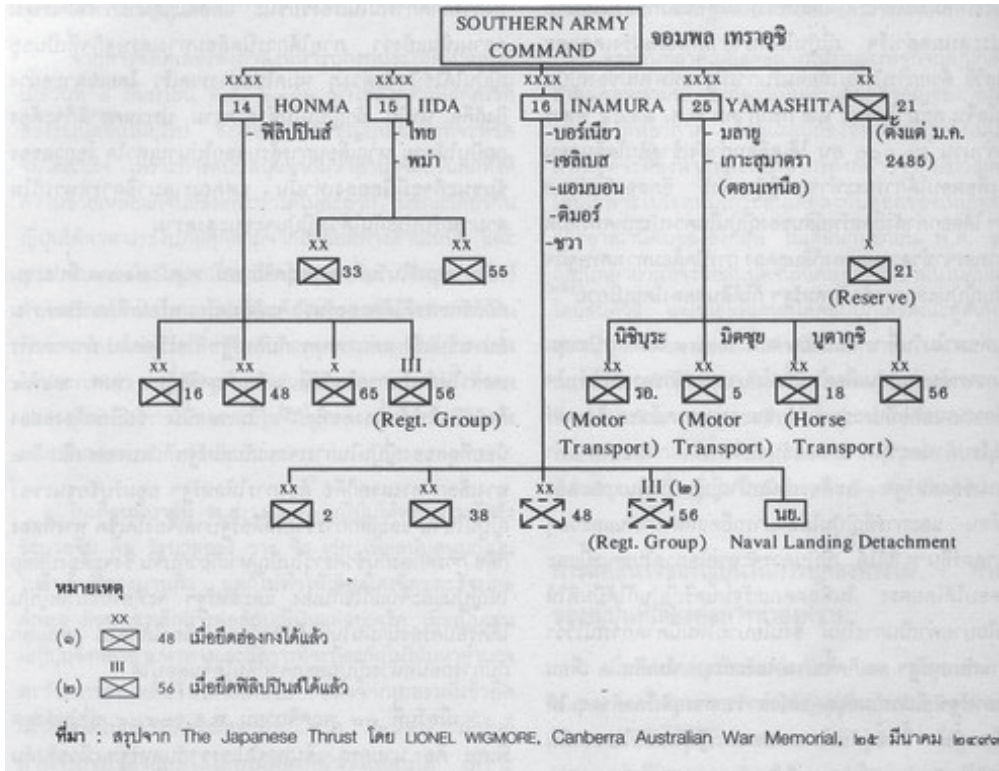 SOUTHERN ARMY
COMMAND
จอมพล เทราอุชิ
xxxx xxxx xxxx xxxx xx
14 HONMA 15 IIDA 16 INAMURA 25 YAMASHITA 21
- ฟิลิปปินส์ - ไทย -บอร์เนียว - มลายู (ตั้งแต่ ม.ค.
- พม่า -เซลิเบส - เกาะสุมาตรา 2485)
-แอมบอน (ตอนเหนือ)
-ติมอร์
-ชวา
xx xx xx
33 55 21
(Reserve)
นิชิบุระ มัตซุย มูตากูชิ
xx xx xx III xx xx xx xx
16 48 65 56 รอ. 5 18 56
(Regt. Group) (Motor (Motor (Horse
Transport) Transport) Transport)
xx xx xx III (๒)
2 38 48 56 นย.
(Regt. Group) Naval Landing Detachment
หมายเหตุ
xx
(๑) 48 เมื่อยึดฮ่องกงได้แล้ว
III
(๒) 56 เมื่อยึดฟิลิปปินส์ได้แล้ว
ที่มา : สรุปจาก The Japanese Thrust โดย LIONEL WIGMORE, Canberra Australian War Memorial, ๒๕ มีนาคม